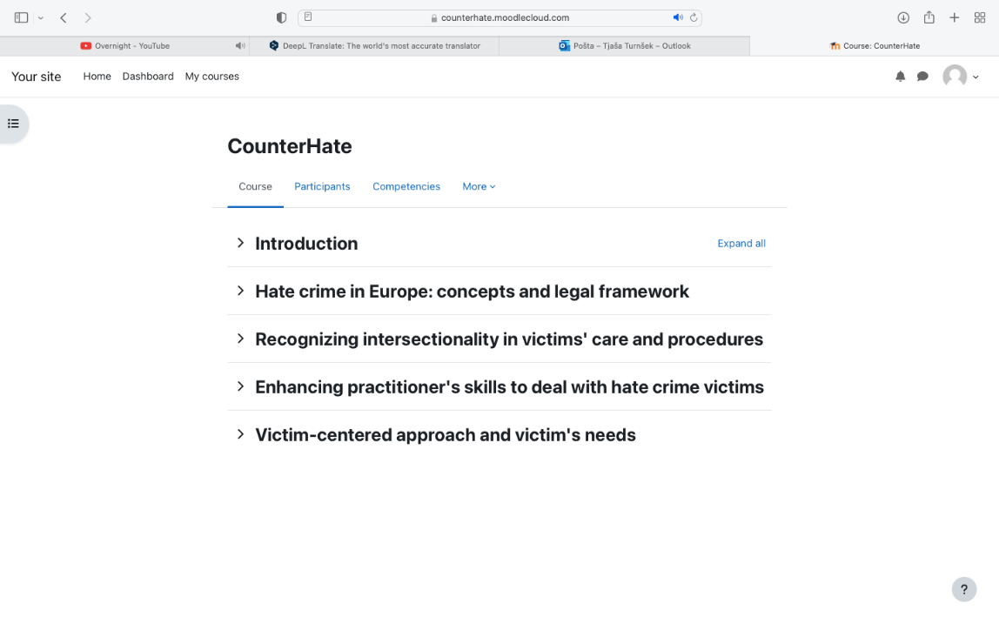 counterhate.moodlecloud.com
Overnight - YouTube
DeepL Translate: The world's most accurate translator
Pošta – Tjaša Turnšek – Outlook
Course: CounterHate
Your site Home Dashboard My courses
CounterHate
Course Participants Competencies More
Introduction Expand all
Hate crime in Europe: concepts and legal framework
Recognizing intersectionality in victims' care and procedures
Enhancing practitioner's skills to deal with hate crime victims
Victim-centered approach and victim's needs
?